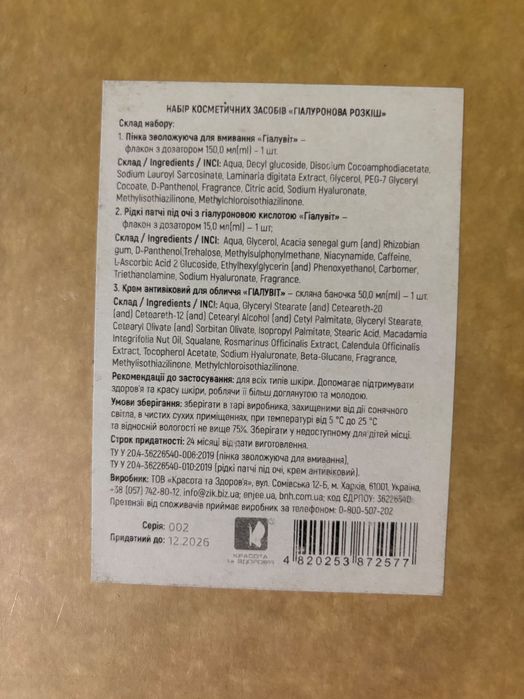 НАБІР КОСМЕТИЧНИХ ЗАСОБІВ «ГІАЛУРОНОВА РОЗКІШ»
Склад набору:
1. Пінка зволожуюча для вмивання «Гіалувіт» –
флакон з дозатором 150,0 мл(ml) – 1 шт.
Склад / Ingredients / INCI: Aqua, Decyl glucoside, Disodium Cocoamphodiacetate,
Sodium Lauroyl Sarcosinate, Laminaria digitata Extract, Glycerol, PEG-7 Glyceryl
Cocoate, D-Panthenol, Fragrance, Citric acid, Sodium Hyaluronate,
Methylisothiazilinone, Methylchloroisothiazilinone.
2. Рідкі патчі під очі з гіалуроновою кислотою «Гіалувіт» –
флакон з дозатором 15,0 мл(ml) – 1 шт;
Склад / Ingredients / INCI: Aqua, Glycerol, Acacia senegal gum (and) Rhizobian
gum, D-Panthenol,Trehalose, Methylsulphonylmethane, Niacynamide, Caffeine,
L-Ascorbic Acid 2 Glucoside, Ethylhexylglycerin (and) Phenoxyethanol, Carbomer,
Triethanolamine, Sodium Hyaluronate, Fragrance.
3. Крем антивіковий для обличчя «ГІАЛУВІТ» – скляна баночка 50,0 мл(ml) – 1 шт.
Склад / Ingredients / INCI: Aqua, Glyceryl Stearate (and) Ceteareth-20
(and) Ceteareth-12 (and) Cetearyl Alcohol (and) Cetyl Palmitate, Glyceryl Stearate,
Cetearyl Olivate (and) Sorbitan Olivate, Isopropyl Palmitate, Stearic Acid, Macadamia
Integrifolia Nut Oil, Squalane, Rosmarinus Officinalis Extract, Calendula Officinalis
Extract, Tocopherol Acetate, Sodium Hyaluronate, Beta-Glucane, Fragrance,
Methylisothiazilinone, Methylchloroisothiazilinone.
Рекомендації до застосування: для всіх типів шкіри. Допомагає підтримувати
здоров'я та красу шкіри, роблячи її більш доглянутою та молодою.
Умови зберігання: зберігати в тарі виробника, захищеними від дії сонячного
світла, в чистих сухих приміщеннях, при температурі від 5 °С до 25 °С
та відносній вологості не вище 75%. Зберігати у недоступному для дітей місці.
Строк придатності: 24 місяці від дати виготовлення.
ТУ У 20.4-36226540-006:2019 (пінка зволожуюча для вмивання),
ТУ У 20.4-36226540-010:2019 (рідкі патчі під очі, крем антивіковий).
Виробник: ТОВ «Красота та Здоров'я», вул. Сомівська 12-Б, м. Харків, 61001, Україна,
+38 (057) 742-80-12, info@zik.biz.ua; enjee.ua, bnh.com.ua; код ЄДРПОУ: 36226540.
Претензії від споживачів приймає виробник за телефоном: 0-800-507-202
Серія: 002
Придатний до: 12.2026
КРАСОТА
та ЗДОРОВ'Я
4 820253 872577